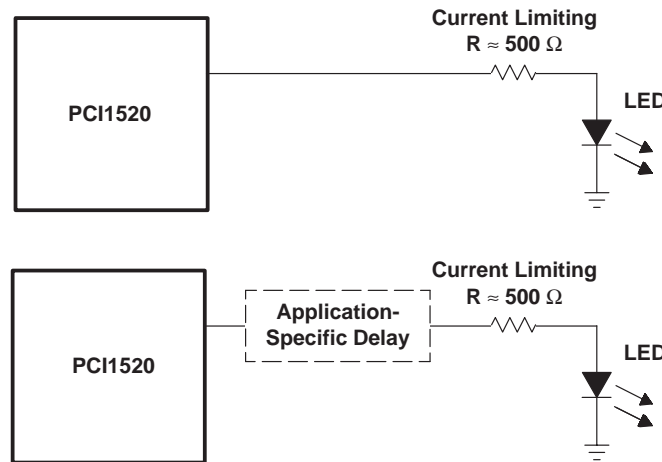 Current Limiting
R ≈ 500 Ω
PCI1520
LED
Current Limiting
R ≈ 500 Ω
Application-
Specific Delay
PCI1520
LED